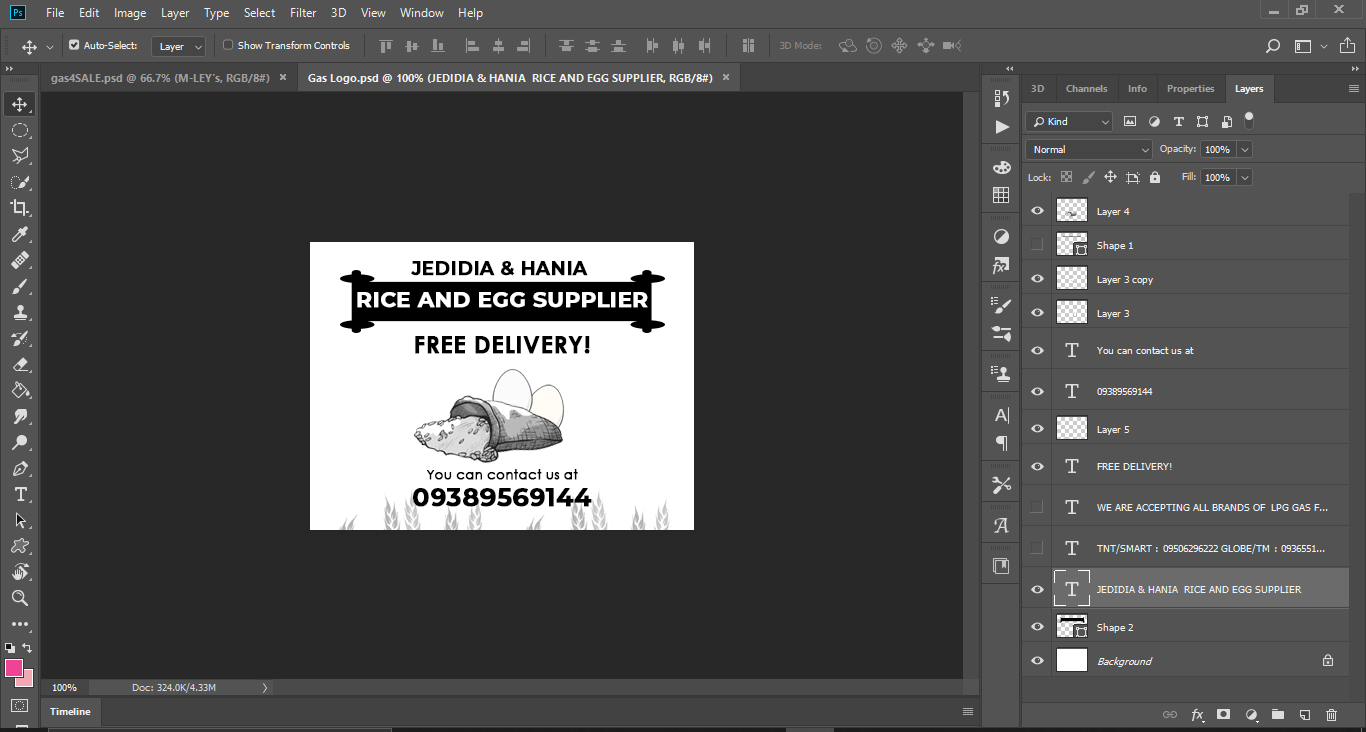 Ps File Edit Image Layer Type Select Filter 3D View Window Help
Auto-Select: Layer Show Transform Controls 3D Mode:
gas4SALE.psd @ 66.7% (M-LEY's, RGB/8#) × Gas Logo.psd @ 100% (JEDIDIA & HANIA RICE AND EGG SUPPLIER, RGB/8#) ×
JEDIDIA & HANIA
RICE AND EGG SUPPLIER
FREE DELIVERY!
You can contact us at
09389569144
100% Doc: 324.0K/4.33M
Timeline
3D Channels Info Properties Layers
Kind
Normal Opacity: 100%
Lock: Fill: 100%
Layer 4
Shape 1
Layer 3 copy
Layer 3
T You can contact us at
T 09389569144
Layer 5
T FREE DELIVERY!
T WE ARE ACCEPTING ALL BRANDS OF LPG GAS F...
T TNT/SMART : 09506296222 GLOBE/TM : 0936551...
T JEDIDIA & HANIA RICE AND EGG SUPPLIER
Shape 2
Background
fx